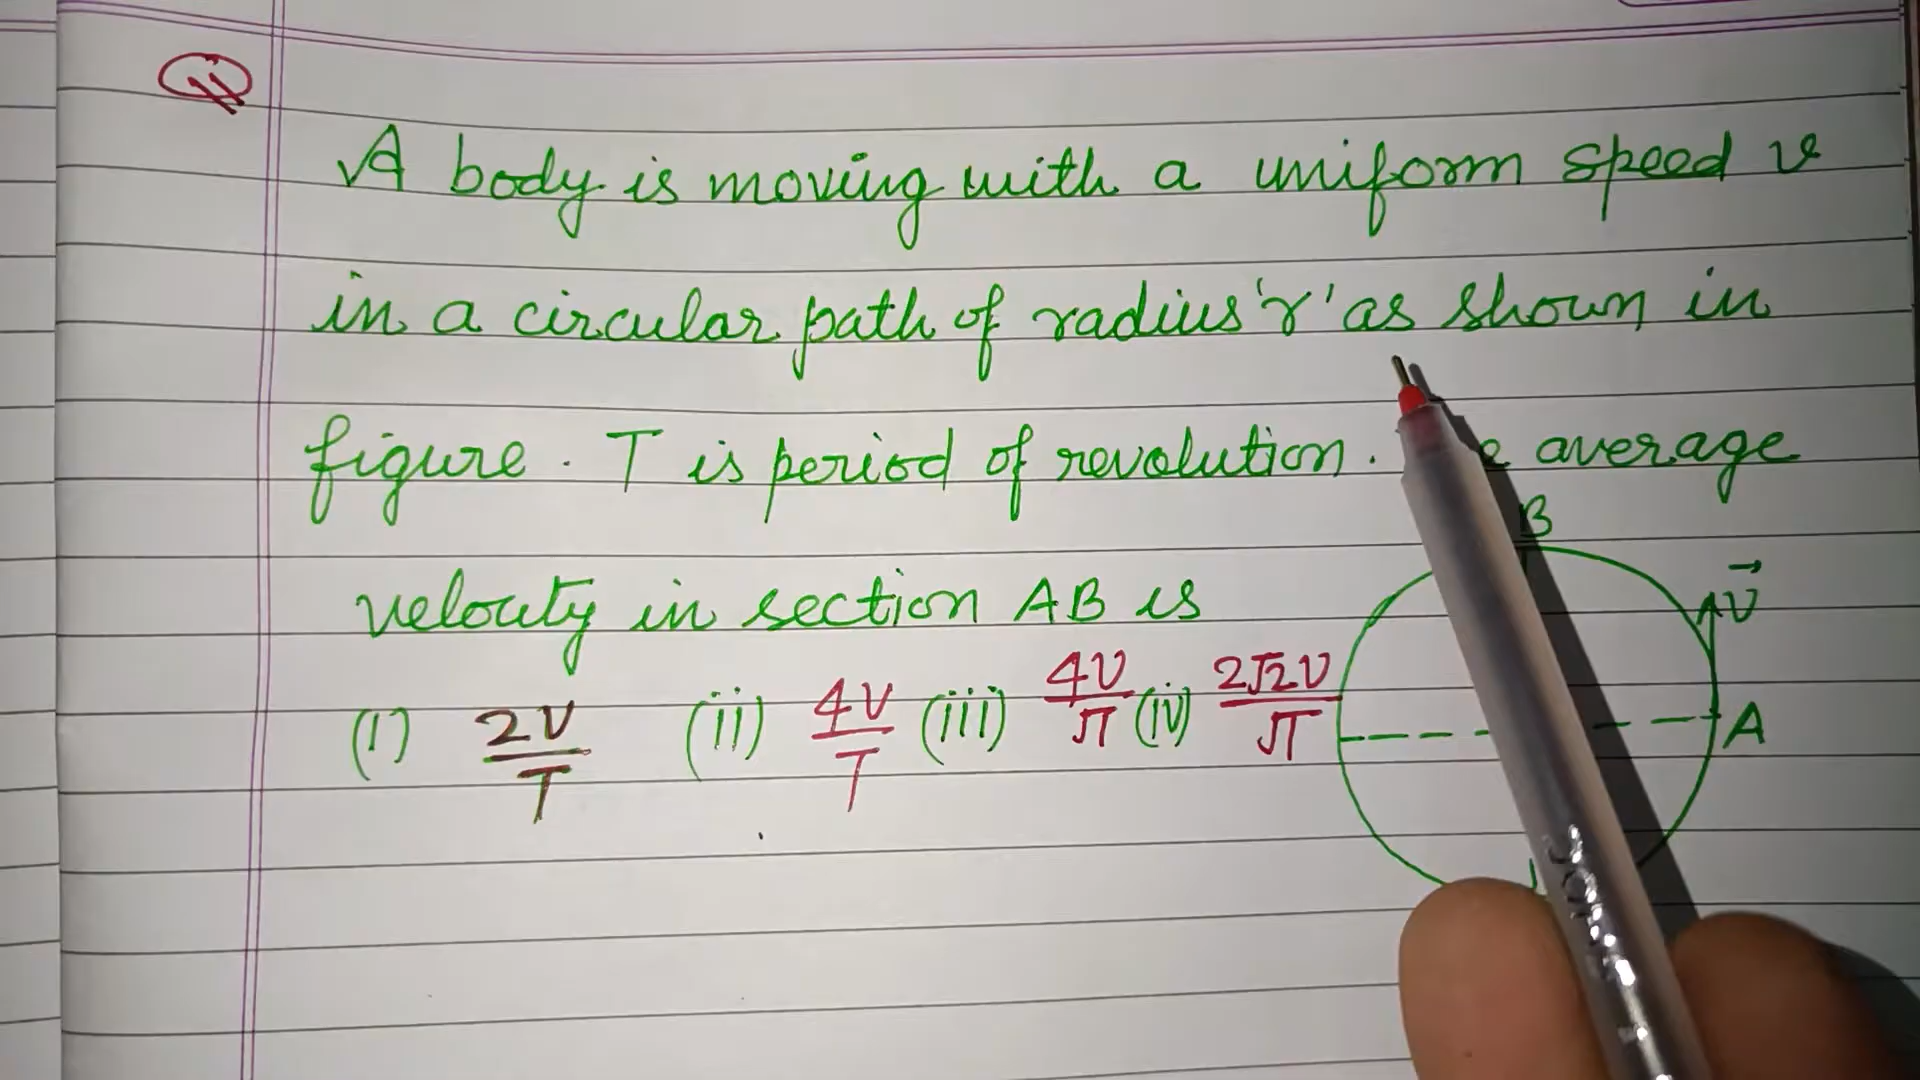 Q
A body is moving with a uniform speed v
in a circular path of radius 'r' as shown in
figure. T is period of revolution. average
velocity in section AB is
(i) 2v/T (ii) 4v/T (iii) 4v/π (iv) 2√2v/π
B
v⃗
A